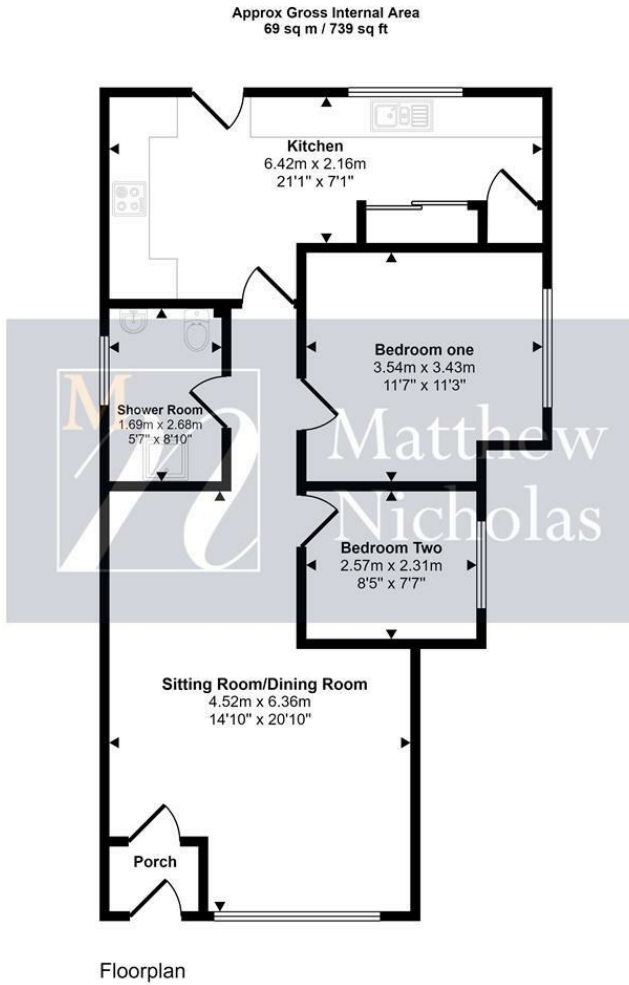 Approx Gross Internal Area
69 sq m / 739 sq ft
Kitchen
6.42m x 2.16m
21'1" x 7'1"
Bedroom one
3.54m x 3.43m
11'7" x 11'3"
Shower Room
1.69m x 2.68m
5'7" x 8'10"
M
n
Matthew
Nicholas
Bedroom Two
2.57m x 2.31m
8'5" x 7'7"
Sitting Room/Dining Room
4.52m x 6.36m
14'10" x 20'10"
Porch
Floorplan